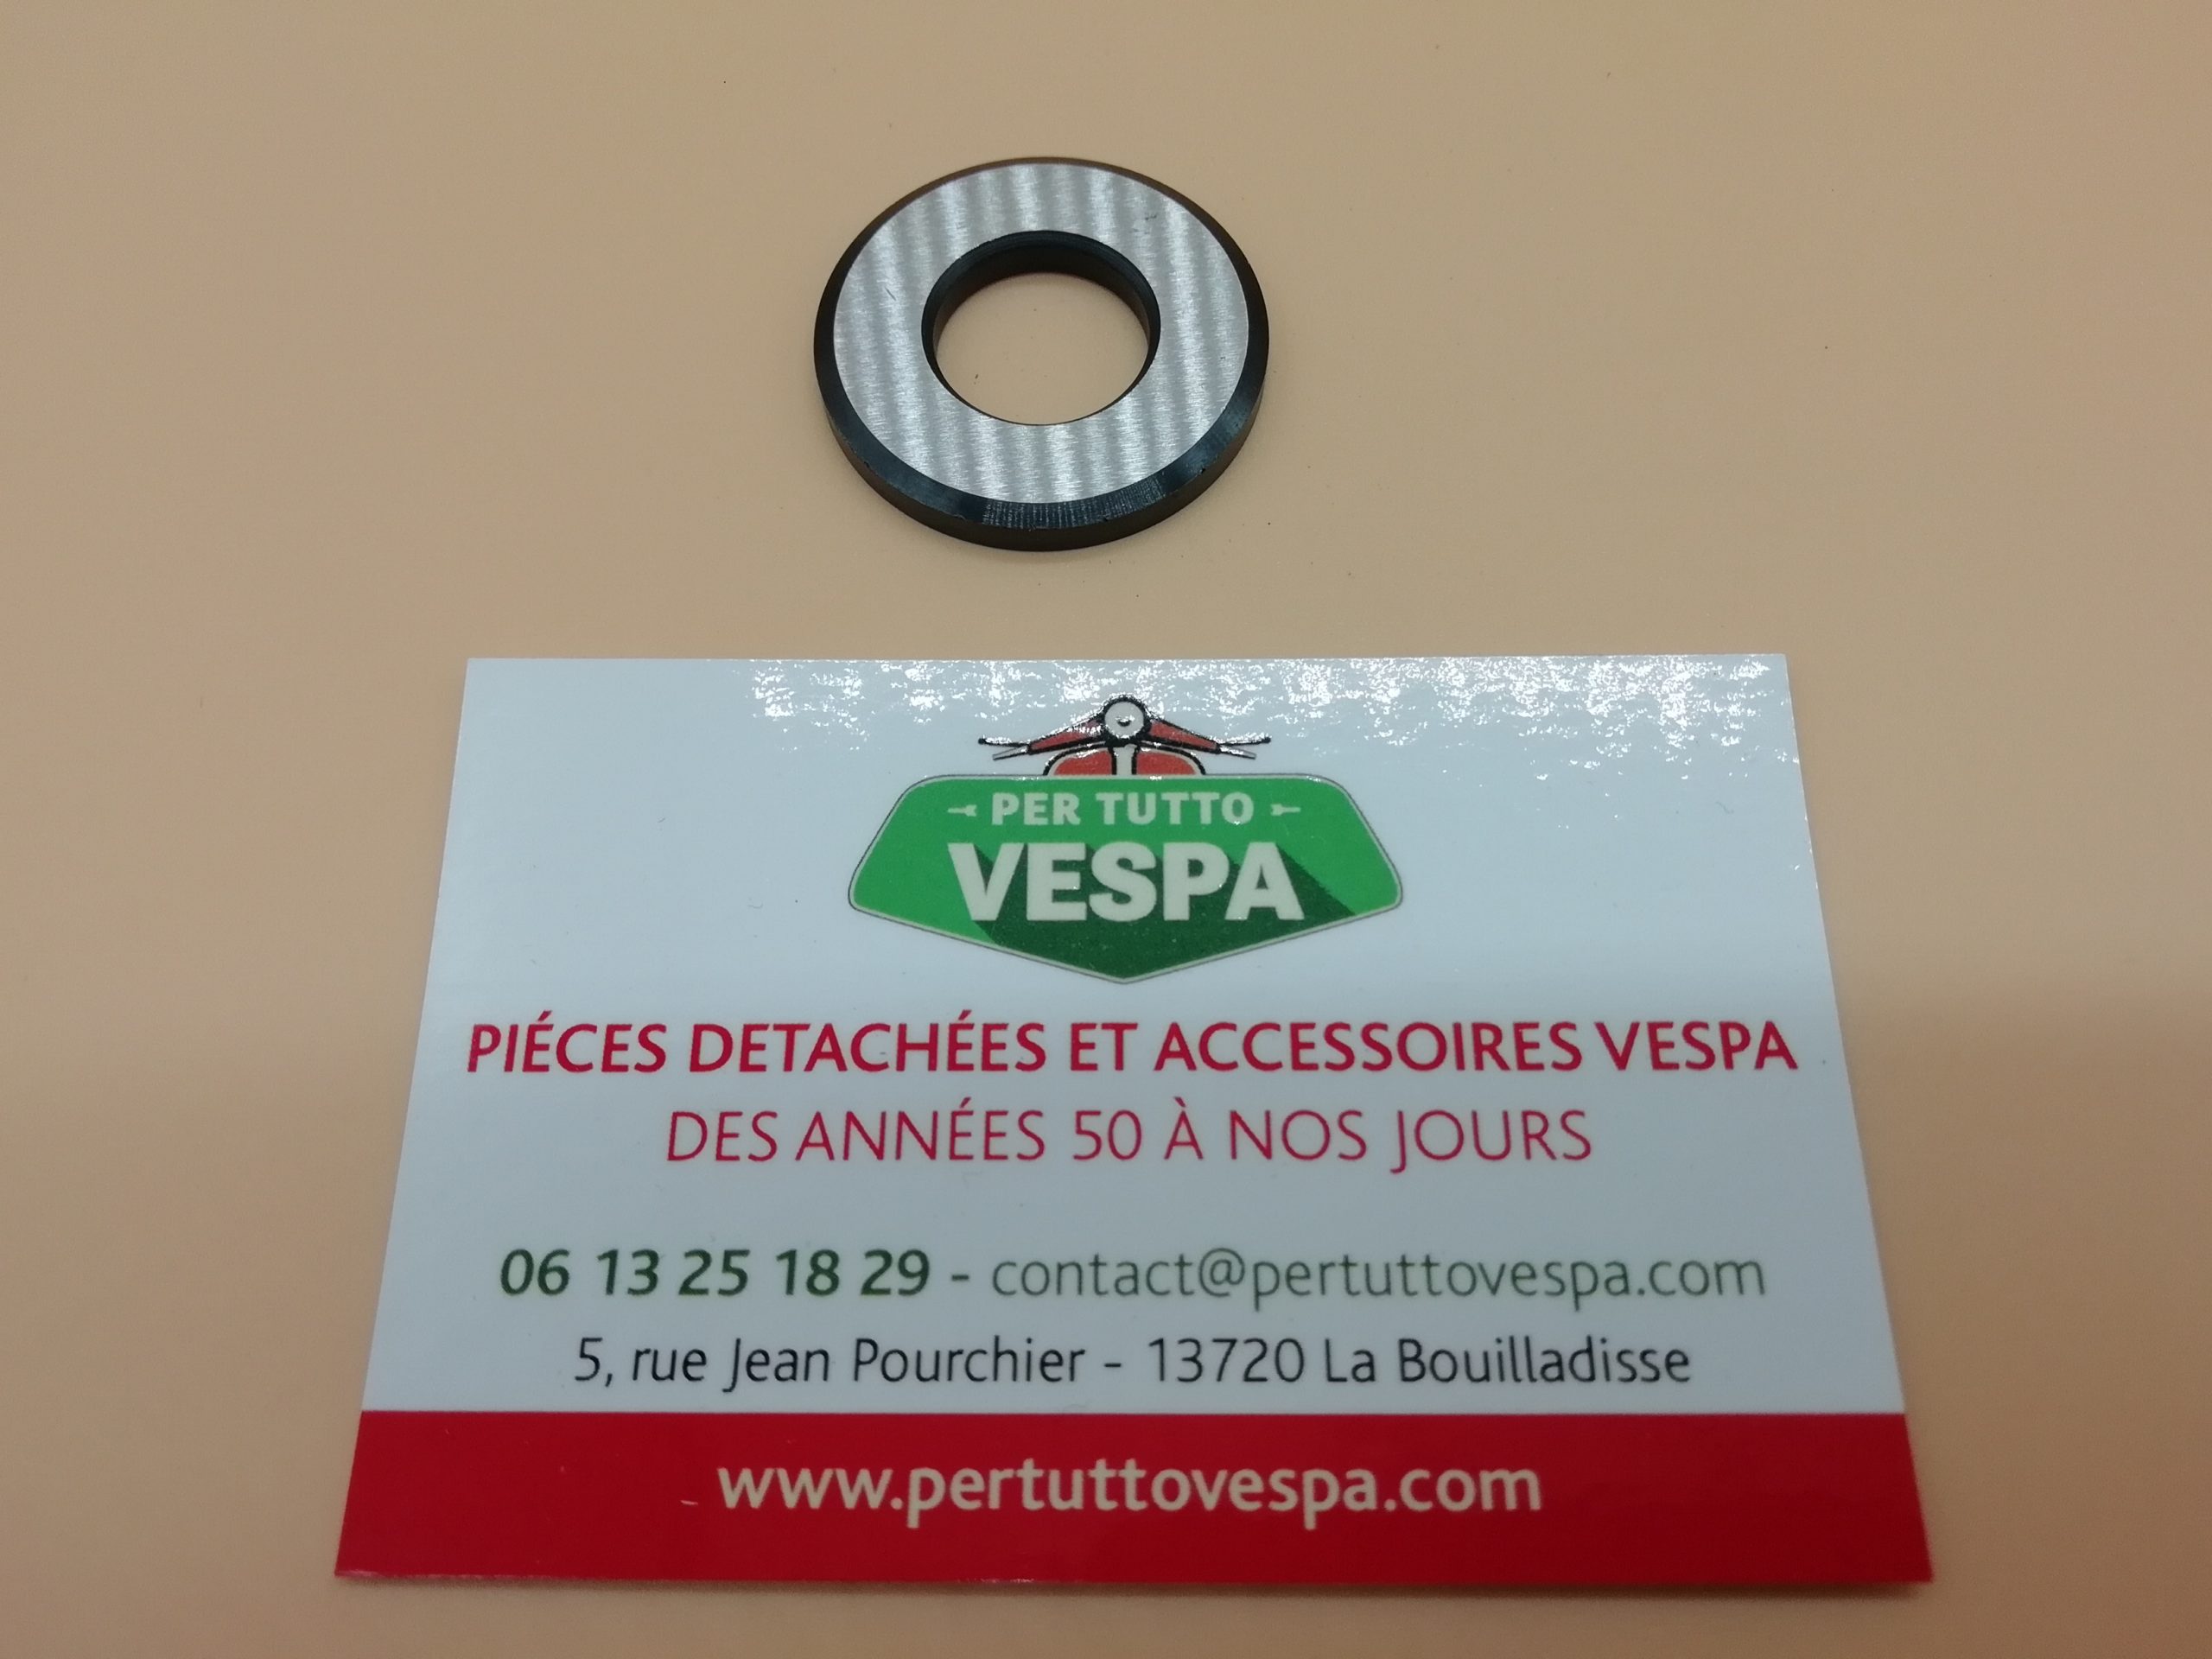 PER TUTTO
VESPA
PIÉCES DETACHÉES ET ACCESSOIRES VESPA
DES ANNÉES 50 À NOS JOURS
06 13 25 18 29 - contact@pertuttovespa.com
5, rue Jean Pourchier - 13720 La Bouilladisse
www.pertuttovespa.com